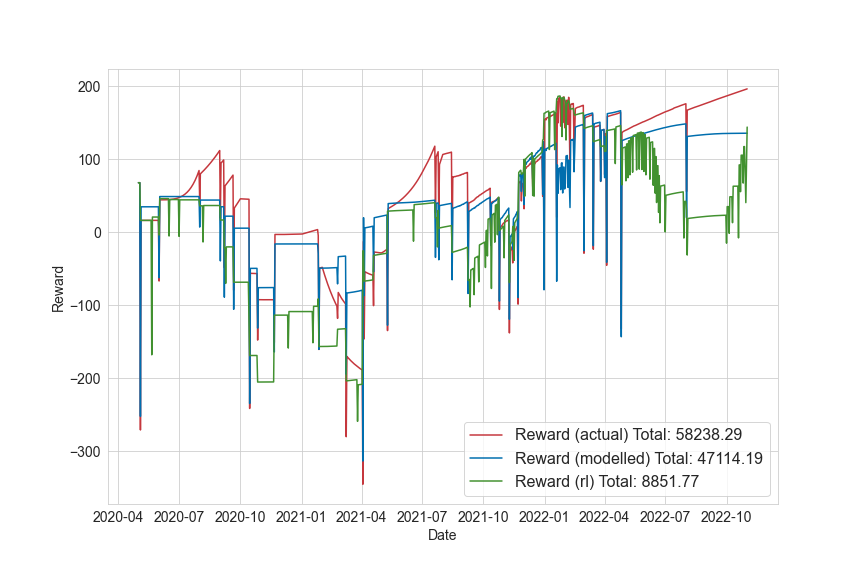 200
100
0
−100
−200
−300
Reward
Reward (actual) Total: 58238.29
Reward (modelled) Total: 47114.19
Reward (rl) Total: 8851.77
2020-04 2020-07 2020-10 2021-01 2021-04 2021-07 2021-10 2022-01 2022-04 2022-07 2022-10
Date